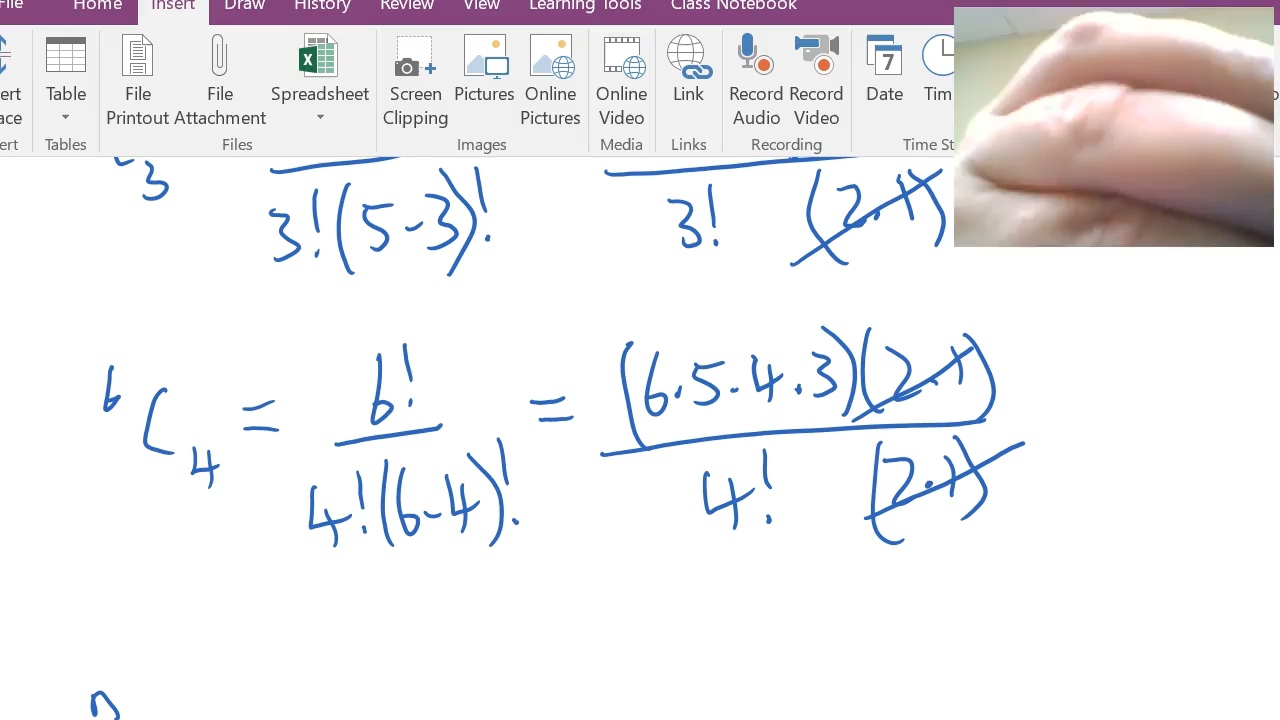 File Home Insert Draw History Review View Learning Tools Class Notebook
Table
File Printout
File Attachment
Spreadsheet
Screen Clipping
Pictures
Online Pictures
Online Video
Link
Record Audio
Record Video
7
Date
Tables
Files
Images
Media
Links
Recording
3
3!(5-3)! 3! (2.1)
6C4 = 6! / 4!(6-4)! = (6.5.4.3)(2.1) / 4! (2.1)